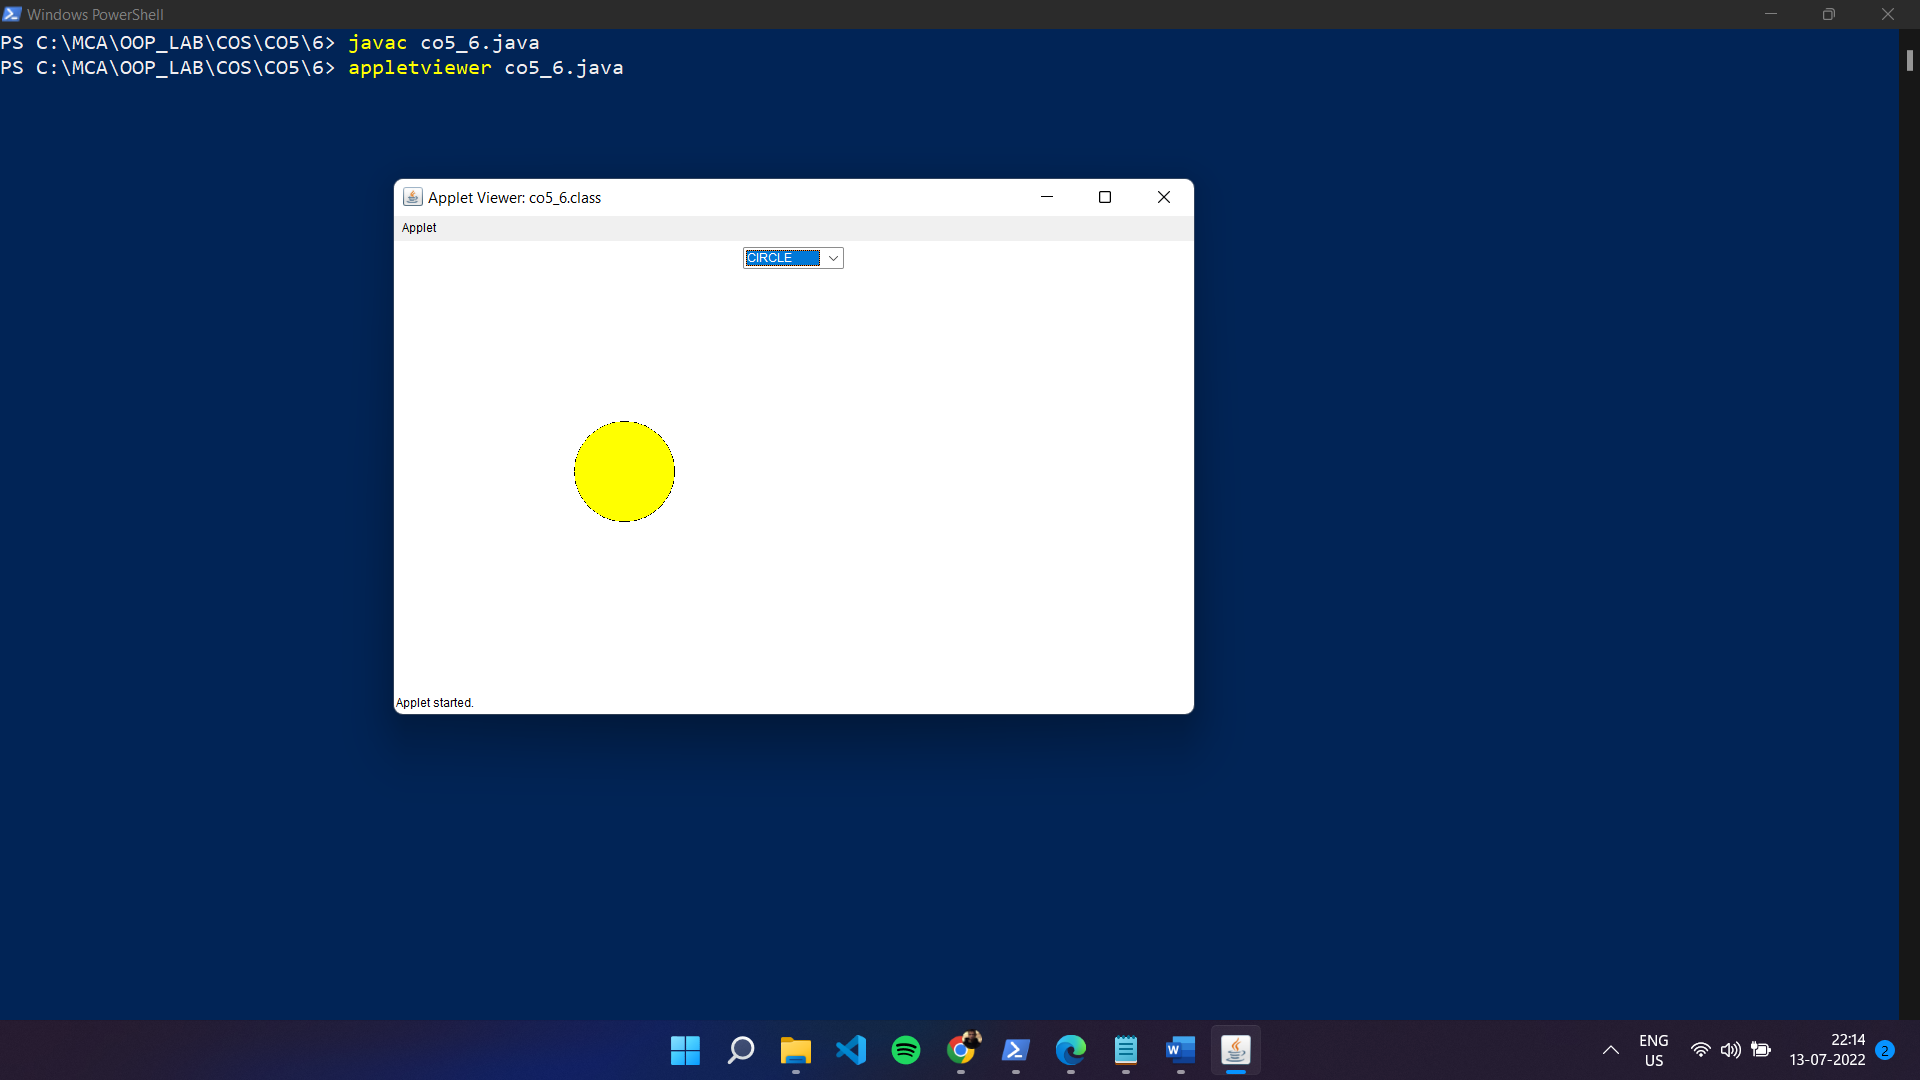 Windows PowerShell
PS C:\MCA\OOP_LAB\COS\CO5\6> javac co5_6.java
PS C:\MCA\OOP_LAB\COS\CO5\6> appletviewer co5_6.java
Applet Viewer: co5_6.class
Applet
CIRCLE
Applet started.
ENG
US
22:14
13-07-2022
2